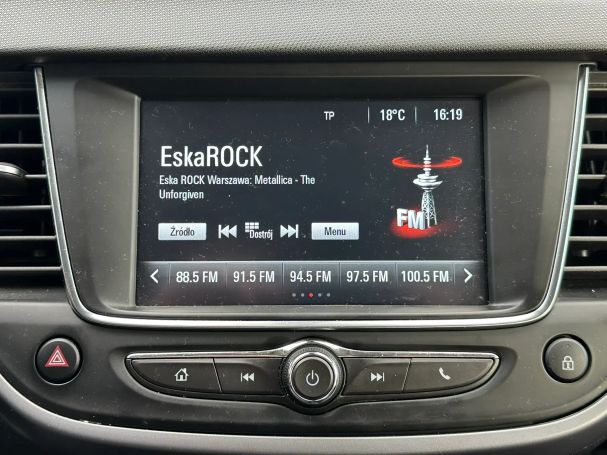 TP 18°C 16:19
EskaROCK
Eska ROCK Warszawa: Metallica - The
Unforgiven
FM
Źródło Dostrój Menu
88.5 FM 91.5 FM 94.5 FM 97.5 FM 100.5 FM